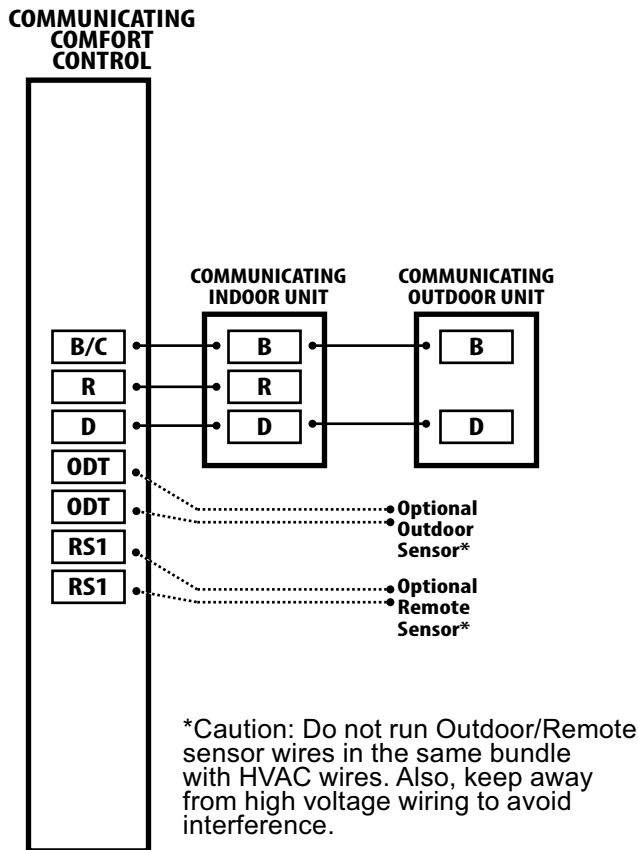 COMMUNICATING
COMFORT
CONTROL
COMMUNICATING
INDOOR UNIT
COMMUNICATING
OUTDOOR UNIT
B/C
B
B
R
R
D
D
D
ODT
ODT
Optional
Outdoor
Sensor*
RS1
RS1
Optional
Remote
Sensor*
*Caution: Do not run Outdoor/Remote
sensor wires in the same bundle
with HVAC wires. Also, keep away
from high voltage wiring to avoid
interference.